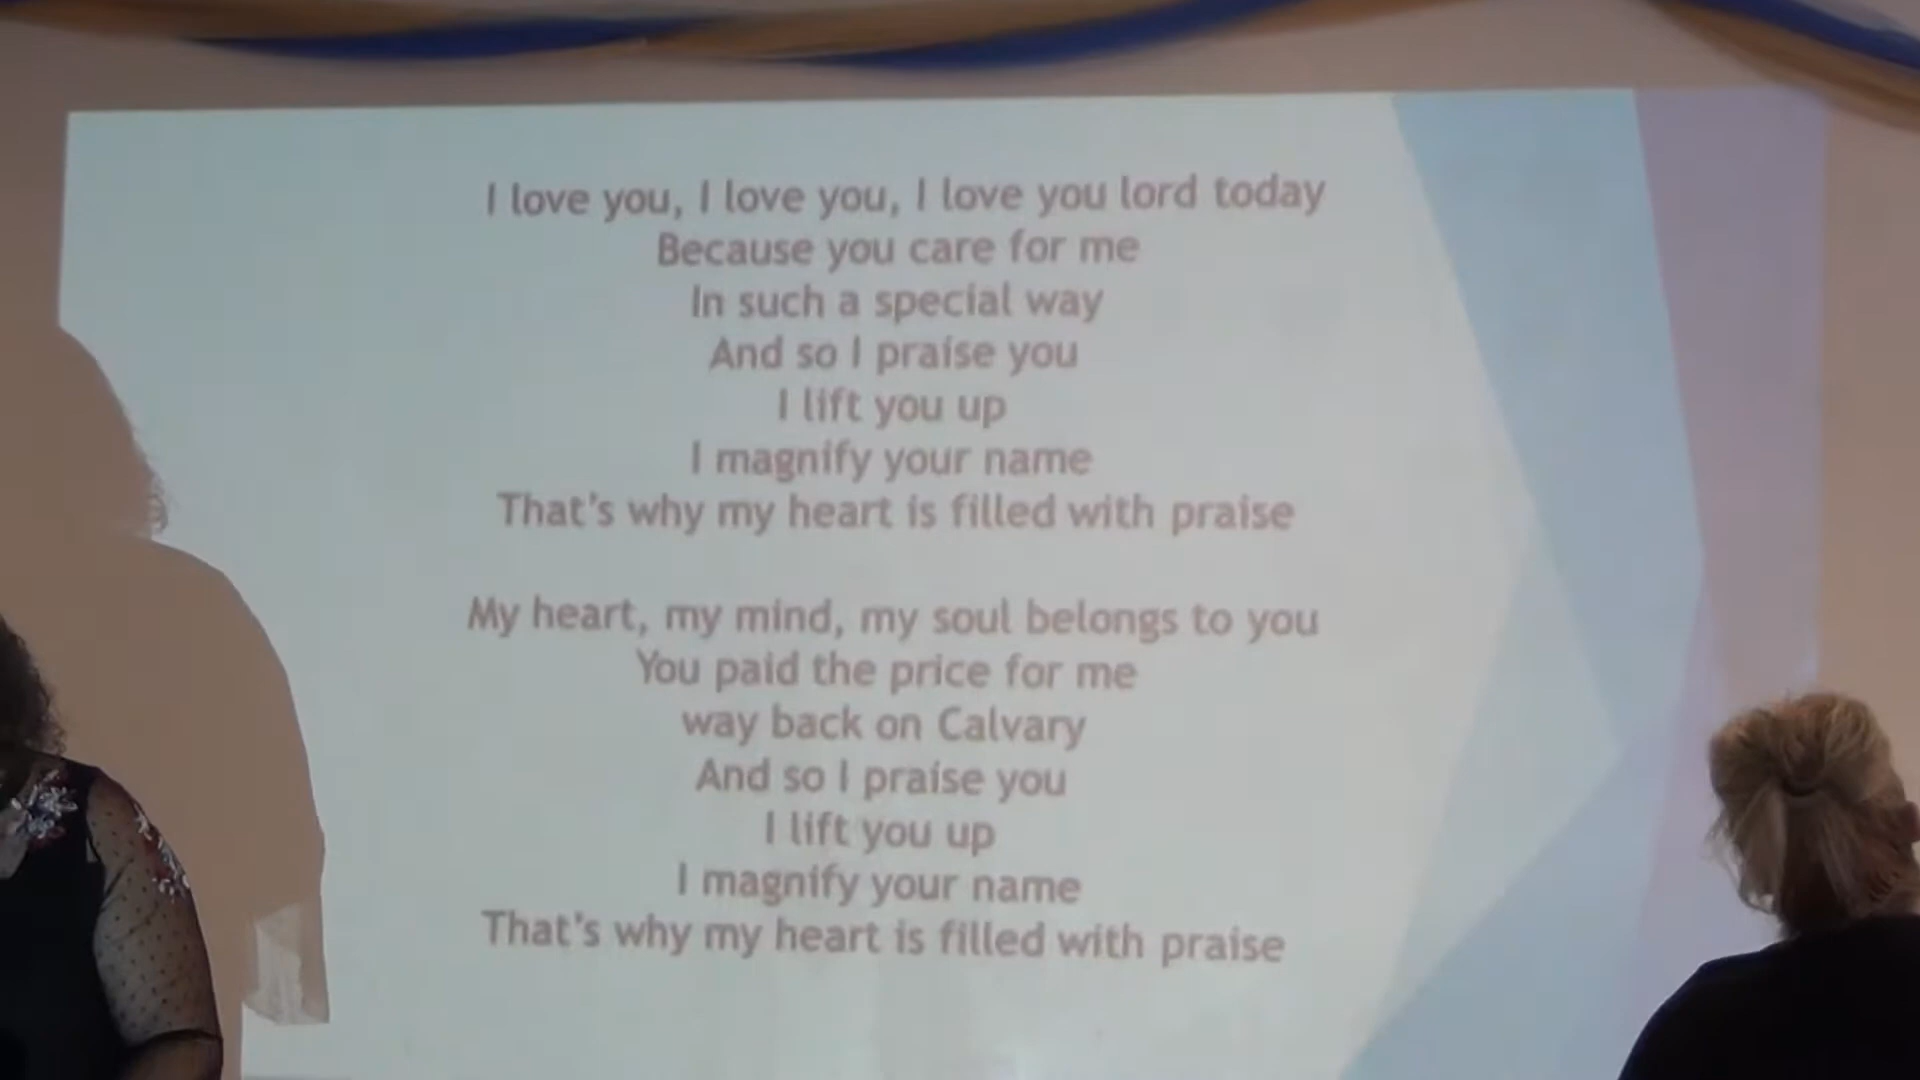 I love you, I love you, I love you lord today
Because you care for me
In such a special way
And so I praise you
I lift you up
I magnify your name
That's why my heart is filled with praise
My heart, my mind, my soul belongs to you
You paid the price for me
way back on Calvary
And so I praise you
I lift you up
I magnify your name
That's why my heart is filled with praise